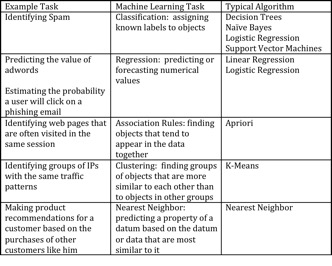 Example Task
Machine Learning Task
Typical Algorithm
Identifying Spam
Classification: assigning
known labels to objects
Decision Trees
Naïve Bayes
Logistic Regression
Support Vector Machines
Predicting the value of
adwords
Estimating the probability
a user will click on a
phishing email
Regression: predicting or
forecasting numerical
values
Linear Regression
Logistic Regression
Identifying web pages that
are often visited in the
same session
Association Rules: finding
objects that tend to
appear in the data
together
Apriori
Identifying groups of IPs
with the same traffic
patterns
Clustering: finding groups
of objects that are more
similar to each other than
to objects in other groups
K-Means
Making product
recommendations for a
customer based on the
purchases of other
customers like him
Nearest Neighbor:
predicting a property of a
datum based on the datum
or data that are most
similar to it
Nearest Neighbor